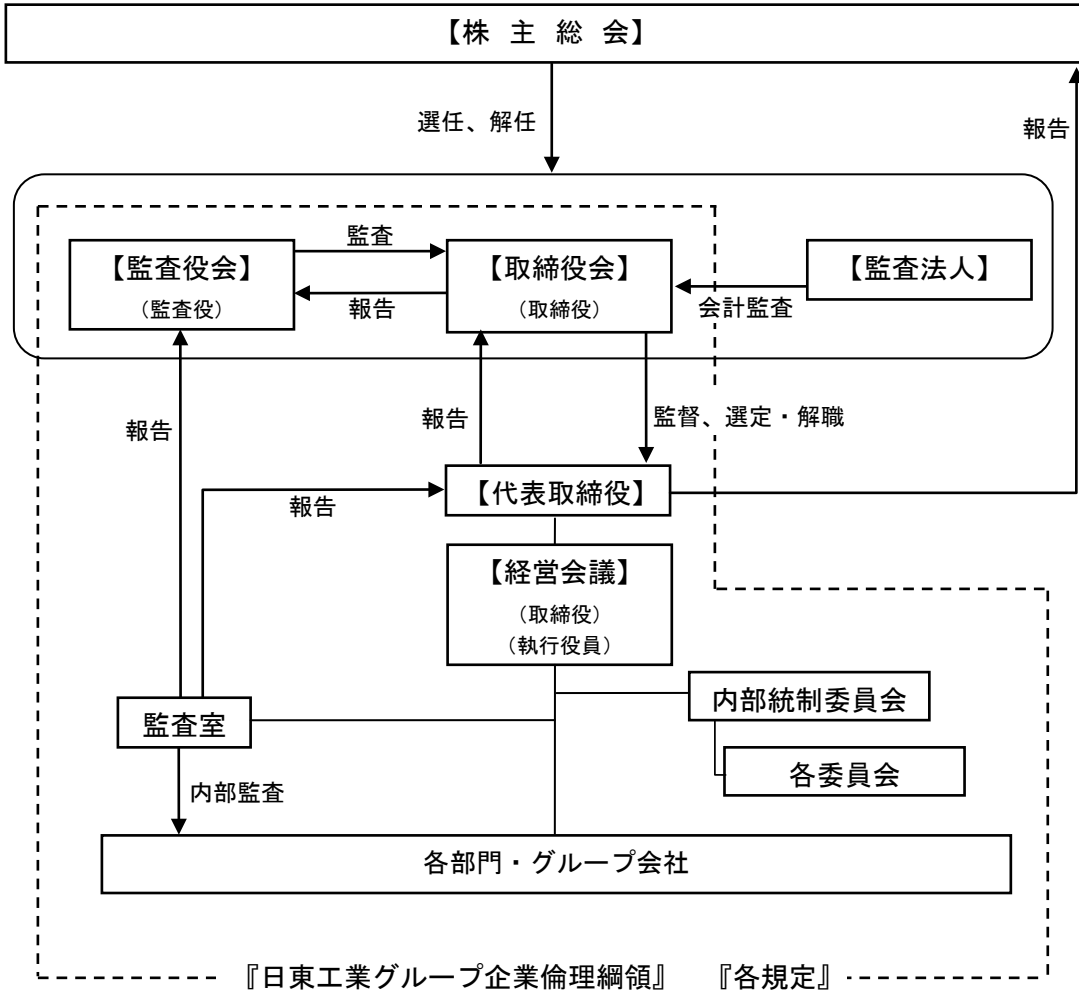 【株 主 総 会】
選任、解任
報告
監査
【監査役会】
(監査役)
【取締役会】
(取締役)
【監査法人】
報告
会計監査
報告
報告
監督、選定・解職
報告
【代表取締役】
【経営会議】
(取締役)
(執行役員)
監査室
内部統制委員会
各委員会
内部監査
各部門・グループ会社
『日東工業グループ企業倫理綱領』 『各規定』